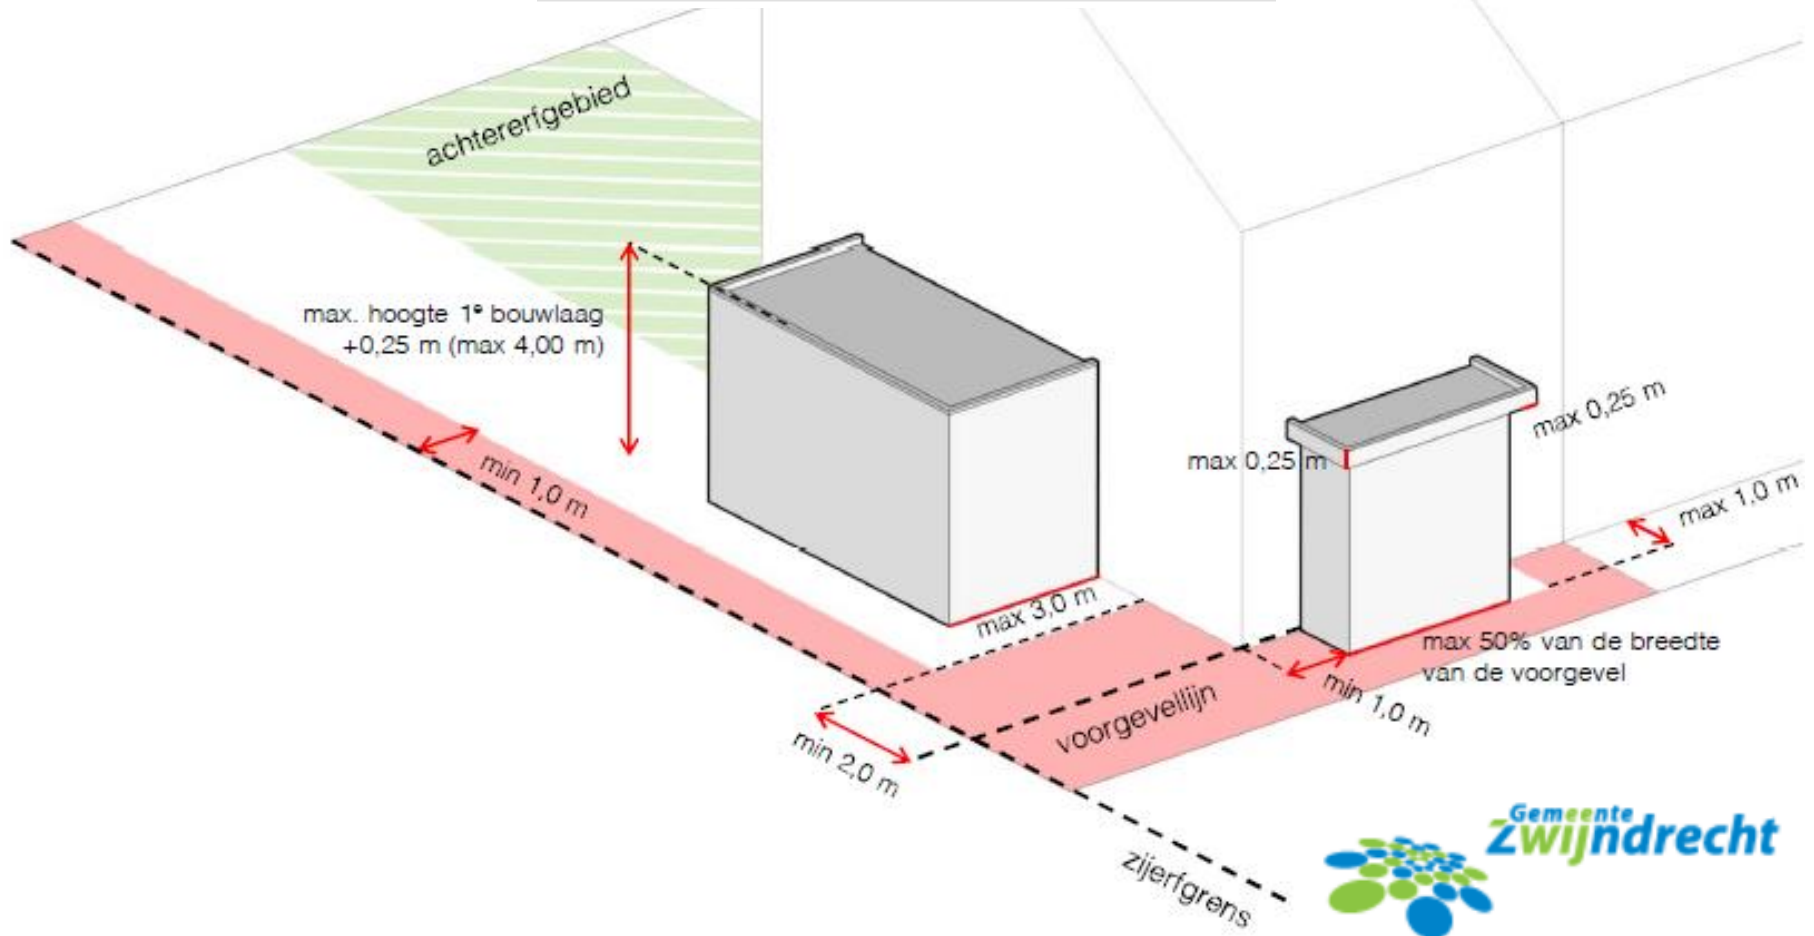 achtererfgebied
max. hoogte 1e bouwlaag
+0,25 m (max 4,00 m)
min 1,0 m
max 0,25 m
max 0,25 m
max 1,0 m
max 3,0 m
max 50% van de breedte
van de voorgevel
min 1,0 m
voorgevellijn
min 2,0 m
zijerfgrens
Gemeente
Zwijndrecht